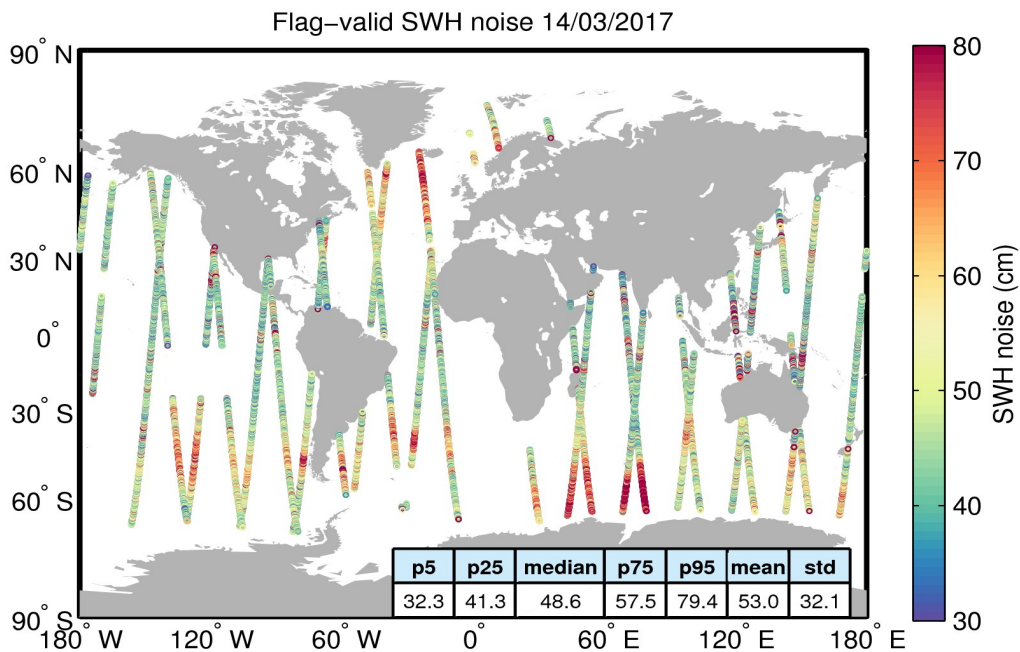 Flag−valid SWH noise 14/03/2017
90° N
60° N
30° N
0°
30° S
60° S
90° S
180° W
120° W
60° W
0°
60° E
120° E
180° E
80
70
60
50
40
30
SWH noise (cm)
p5 p25 median p75 p95 mean std
32.3 41.3 48.6 57.5 79.4 53.0 32.1